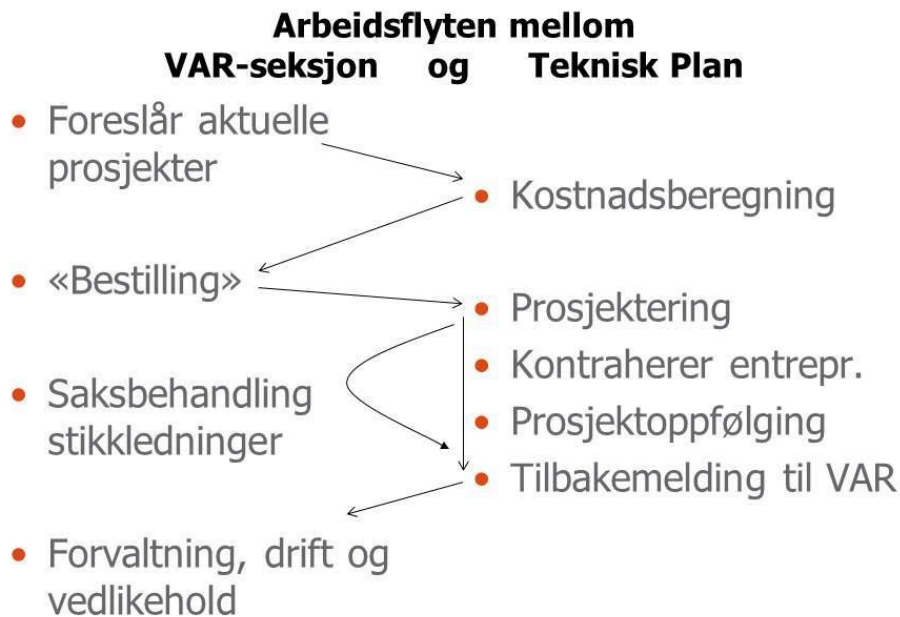 Arbeidsflyten mellom
VAR-seksjon og Teknisk Plan
• Foreslår aktuelle
prosjekter
• Kostnadsberegning
• «Bestilling»
• Prosjektering
• Kontraherer entrepr.
• Saksbehandling
stikkledninger
• Prosjektoppfølging
• Tilbakemelding til VAR
• Forvaltning, drift og
vedlikehold